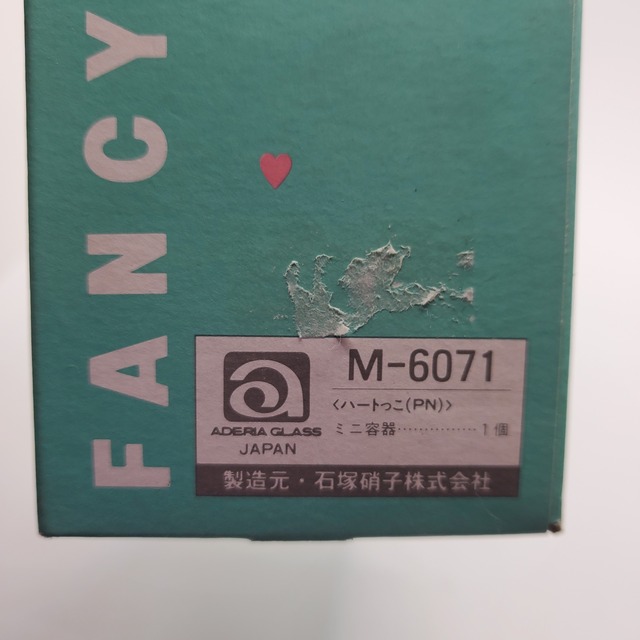 FANCY
M-6071
〈ハートっこ(PN)〉
ミニ容器··············1個
a
ADERIA GLASS
JAPAN
製造元・石塚硝子株式会社